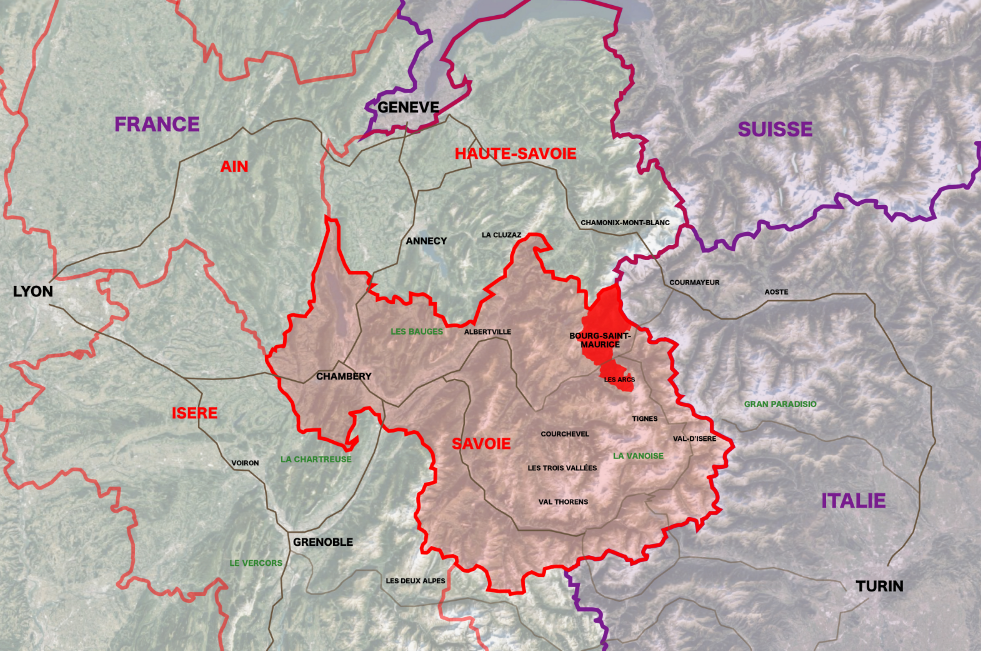 GENEVE
FRANCE
SUISSE
HAUTE-SAVOIE
AIN
CHAMONIX-MONT-BLANC
LA CLUZAZ
ANNECY
COURMAYEUR
LYON
AOSTE
LES BAUGES
ALBERTVILLE
BOURG-SAINT-
MAURICE
CHAMBERY
LES ARCS
GRAN PARADISIO
ISERE
TIGNES
COURCHEVEL
VAL-D'ISERE
SAVOIE
LA VANOISE
LA CHARTREUSE
VOIRON
LES TROIS VALLÉES
VAL THORENS
ITALIE
GRENOBLE
LE VERCORS
LES DEUX ALPES
TURIN